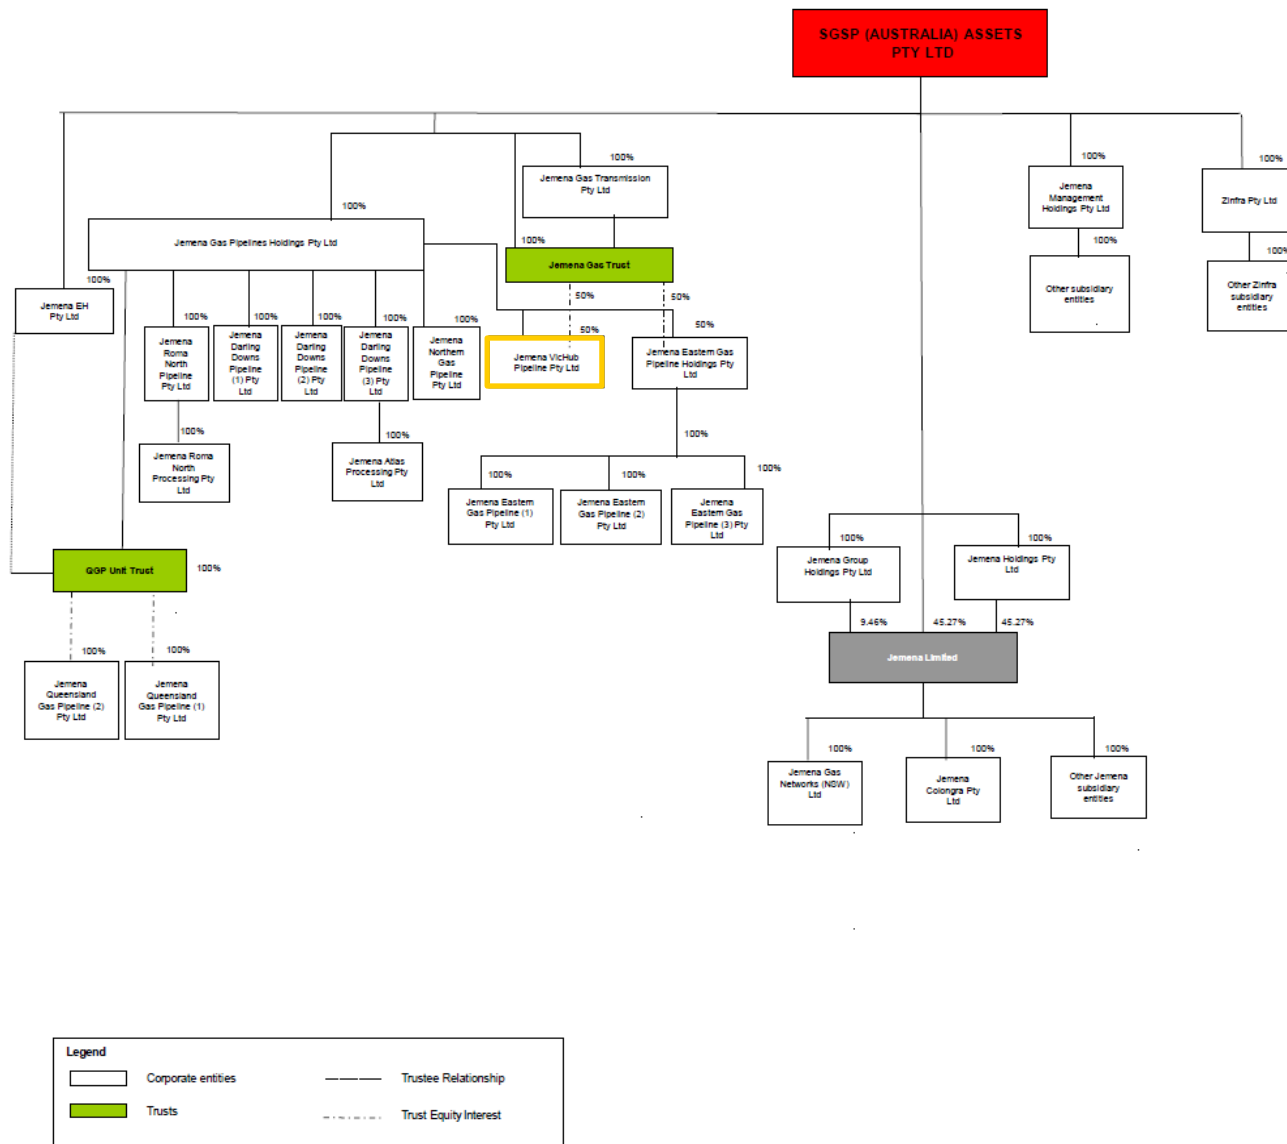 SGSP (AUSTRALIA) ASSETS
PTY LTD
100%
Jemena Gas Transmission
Pty Ltd
100%
Jemena
Management
Holdings Pty Ltd
100%
Zinfra Pty Ltd
100%
Jemena Gas Pipelines Holdings Pty Ltd
100%
Jemena Gas Trust
100%
Other subsidiary
entities
100%
Other Zinfra
subsidiary
entities
100%
Jemena EH
Pty Ltd
50%
50%
100%
Jemena
Roma
North
Pipeline
Pty Ltd
100%
Jemena
Darling
Downs
Pipeline
(1) Pty
Ltd
100%
Jemena
Darling
Downs
Pipeline
(2) Pty
Ltd
100%
Jemena
Darling
Downs
Pipeline
(3) Pty
Ltd
100%
Jemena
Northern
Gas
Pipeline
Pty Ltd
50%
Jemena VicHub
Pipeline Pty Ltd
50%
Jemena Eastern Gas
Pipeline Holdings Pty
Ltd
100%
Jemena Roma
North
Processing Pty
Ltd
100%
Jemena Atlas
Processing Pty
Ltd
100%
100%
Jemena Eastern
Gas Pipeline (1)
Pty Ltd
100%
Jemena Eastern
Gas Pipeline (2)
Pty Ltd
100%
Jemena
Eastern Gas
Pipeline (3) Pty
Ltd
QGP Unit Trust
100%
100%
Jemena Group
Holdings Pty Ltd
100%
Jemena Holdings Pty
Ltd
9.46%
45.27%
45.27%
Jemena Limited
100%
Jemena
Queensland
Gas Pipeline (2)
Pty Ltd
100%
Jemena
Queensland
Gas Pipeline (1)
Pty Ltd
100%
Jemena Gas
Networks (NSW)
Ltd
100%
Jemena
Colongra Pty
Ltd
100%
Other Jemena
subsidiary
entities
Legend
Corporate entities
Trustee Relationship
Trusts
Trust Equity Interest